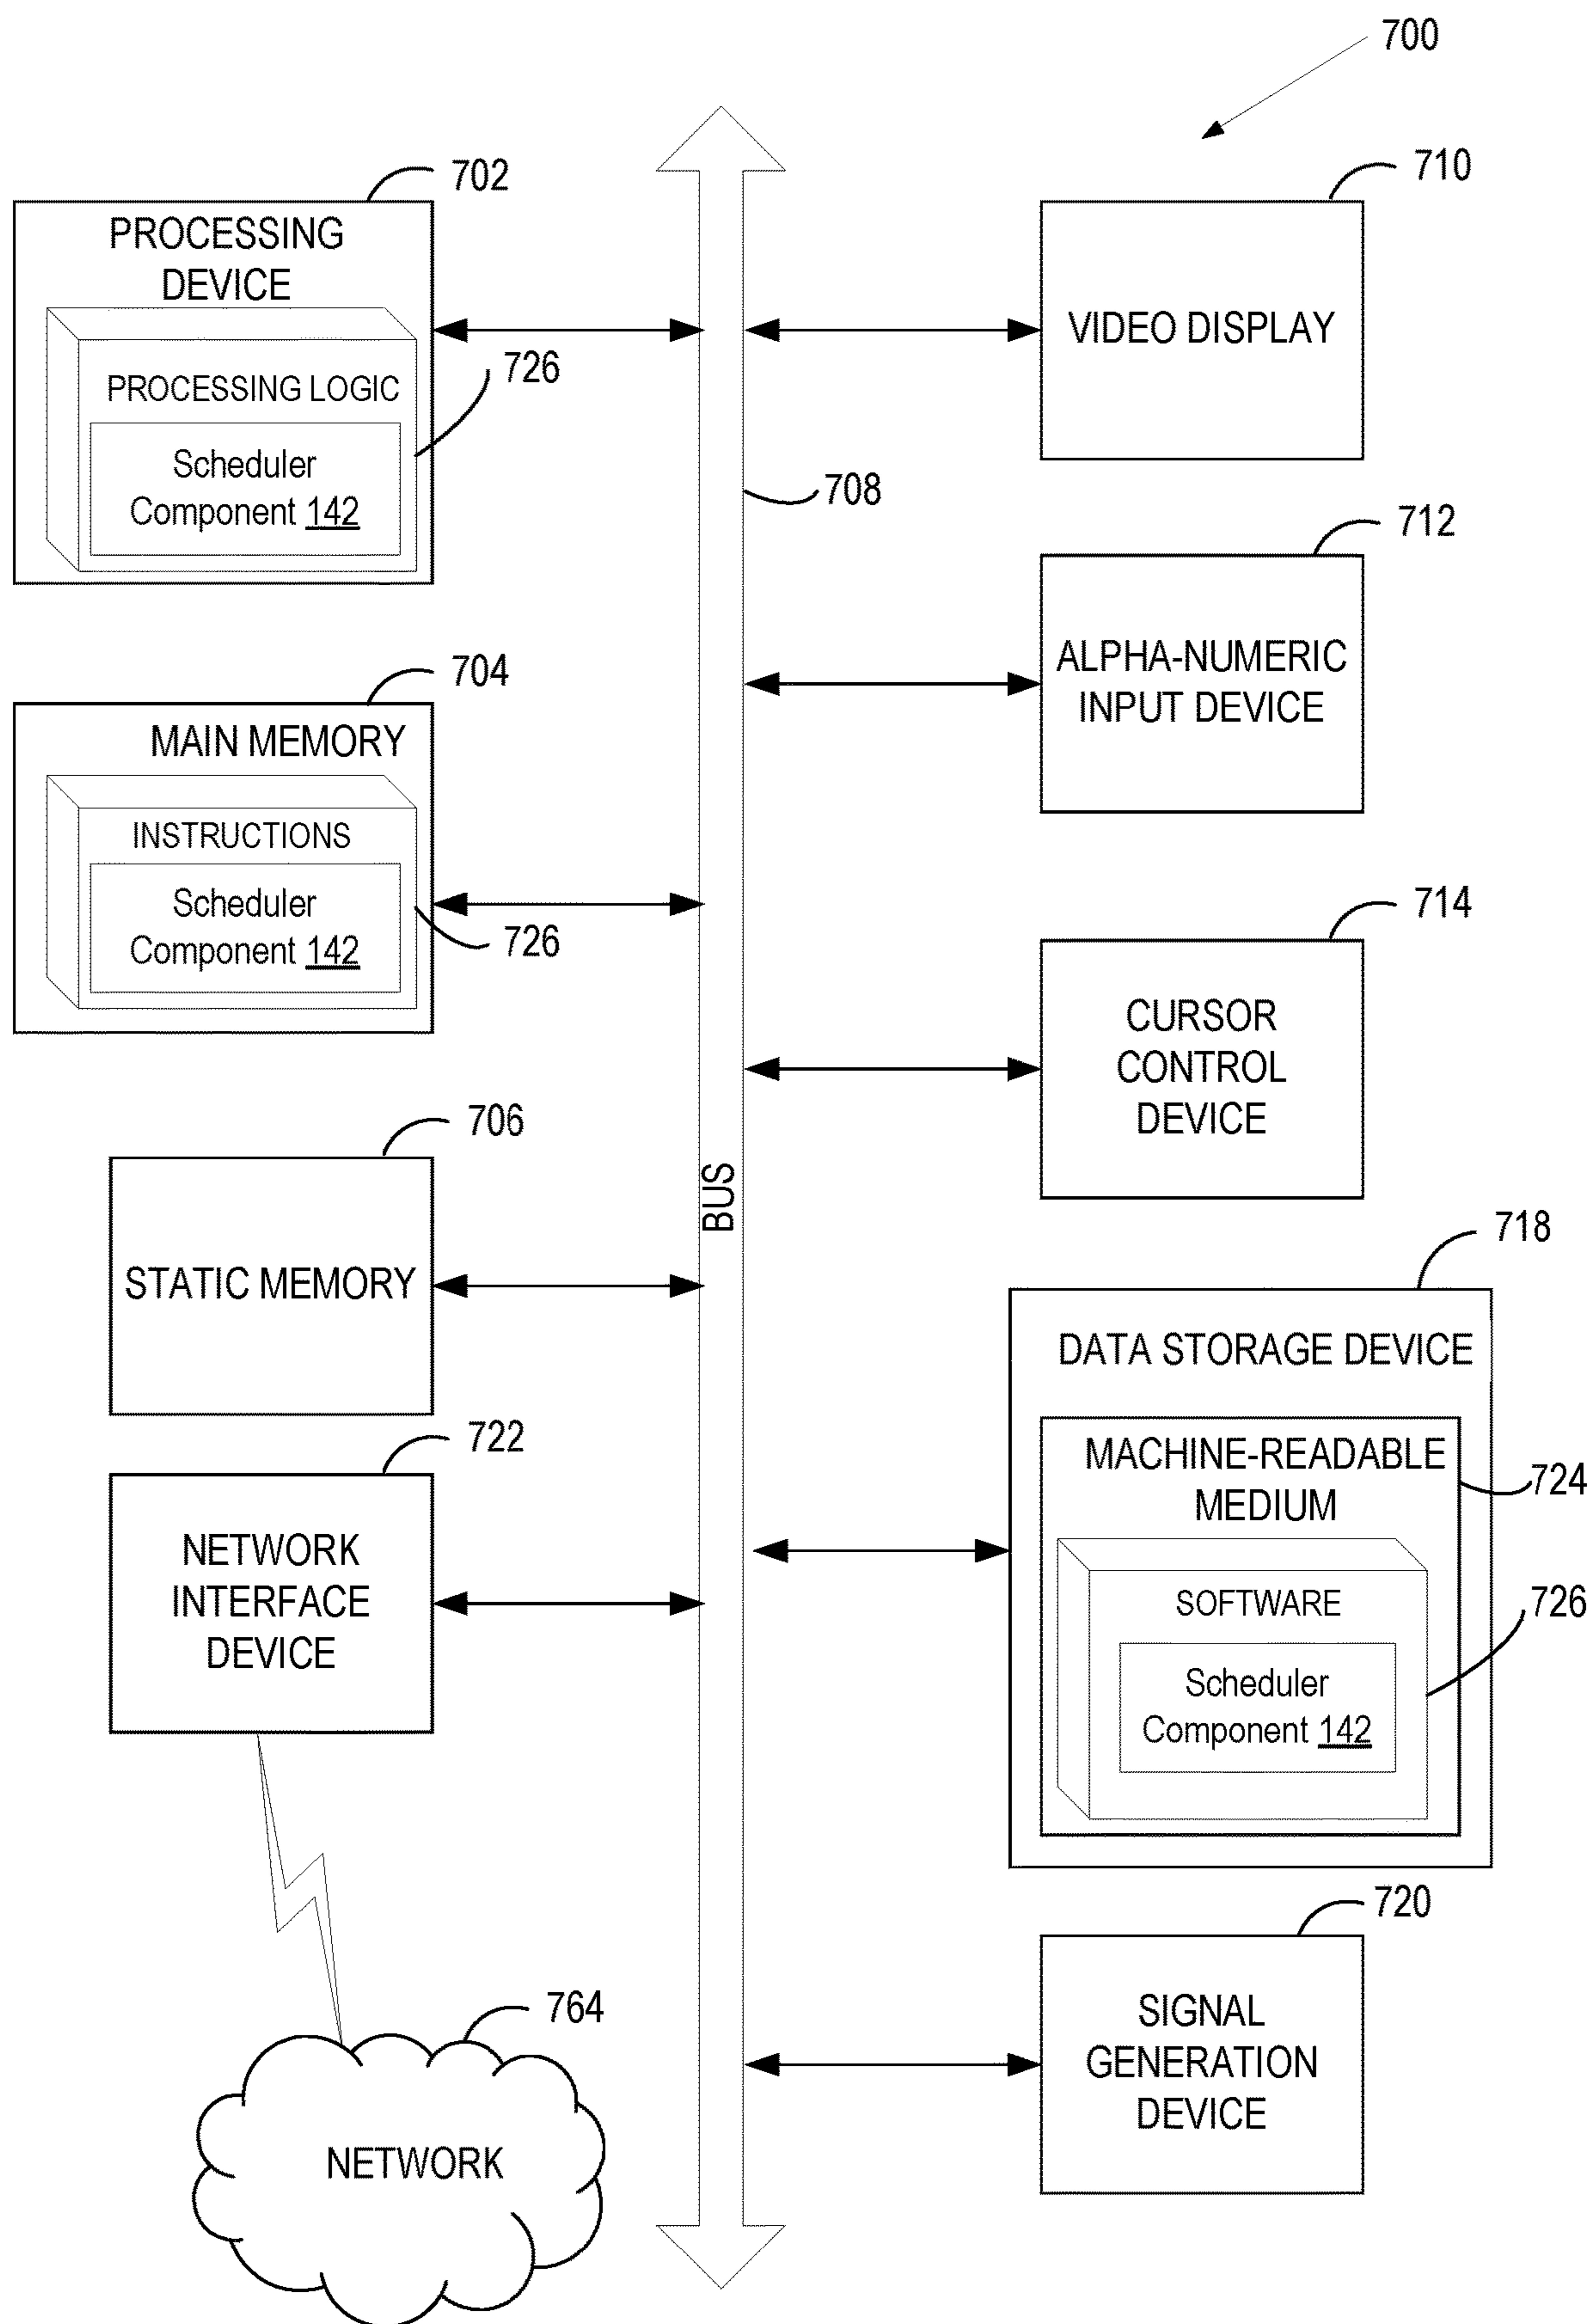 700
702
PROCESSING
DEVICE
PROCESSING LOGIC
726
Scheduler
Component 142
704
MAIN MEMORY
INSTRUCTIONS
Scheduler
Component 142
726
706
STATIC MEMORY
722
NETWORK
INTERFACE
DEVICE
764
NETWORK
BUS
708
710
VIDEO DISPLAY
712
ALPHA-NUMERIC
INPUT DEVICE
714
CURSOR
CONTROL
DEVICE
718
DATA STORAGE DEVICE
MACHINE-READABLE
MEDIUM
724
SOFTWARE
726
Scheduler
Component 142
720
SIGNAL
GENERATION
DEVICE